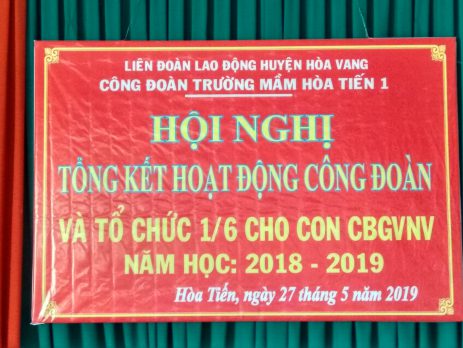 LIÊN ĐOÀN LAO ĐỘNG HUYỆN HÒA VANG
CÔNG ĐOÀN TRƯỜNG MẦM HÒA TIẾN 1
HỘI NGHỊ
TỔNG KẾT HOẠT ĐỘNG CÔNG ĐOÀN
VÀ TỔ CHỨC 1/6 CHO CON CBGVNV
NĂM HỌC: 2018 - 2019
Hòa Tiến, ngày 27 tháng 5 năm 2019